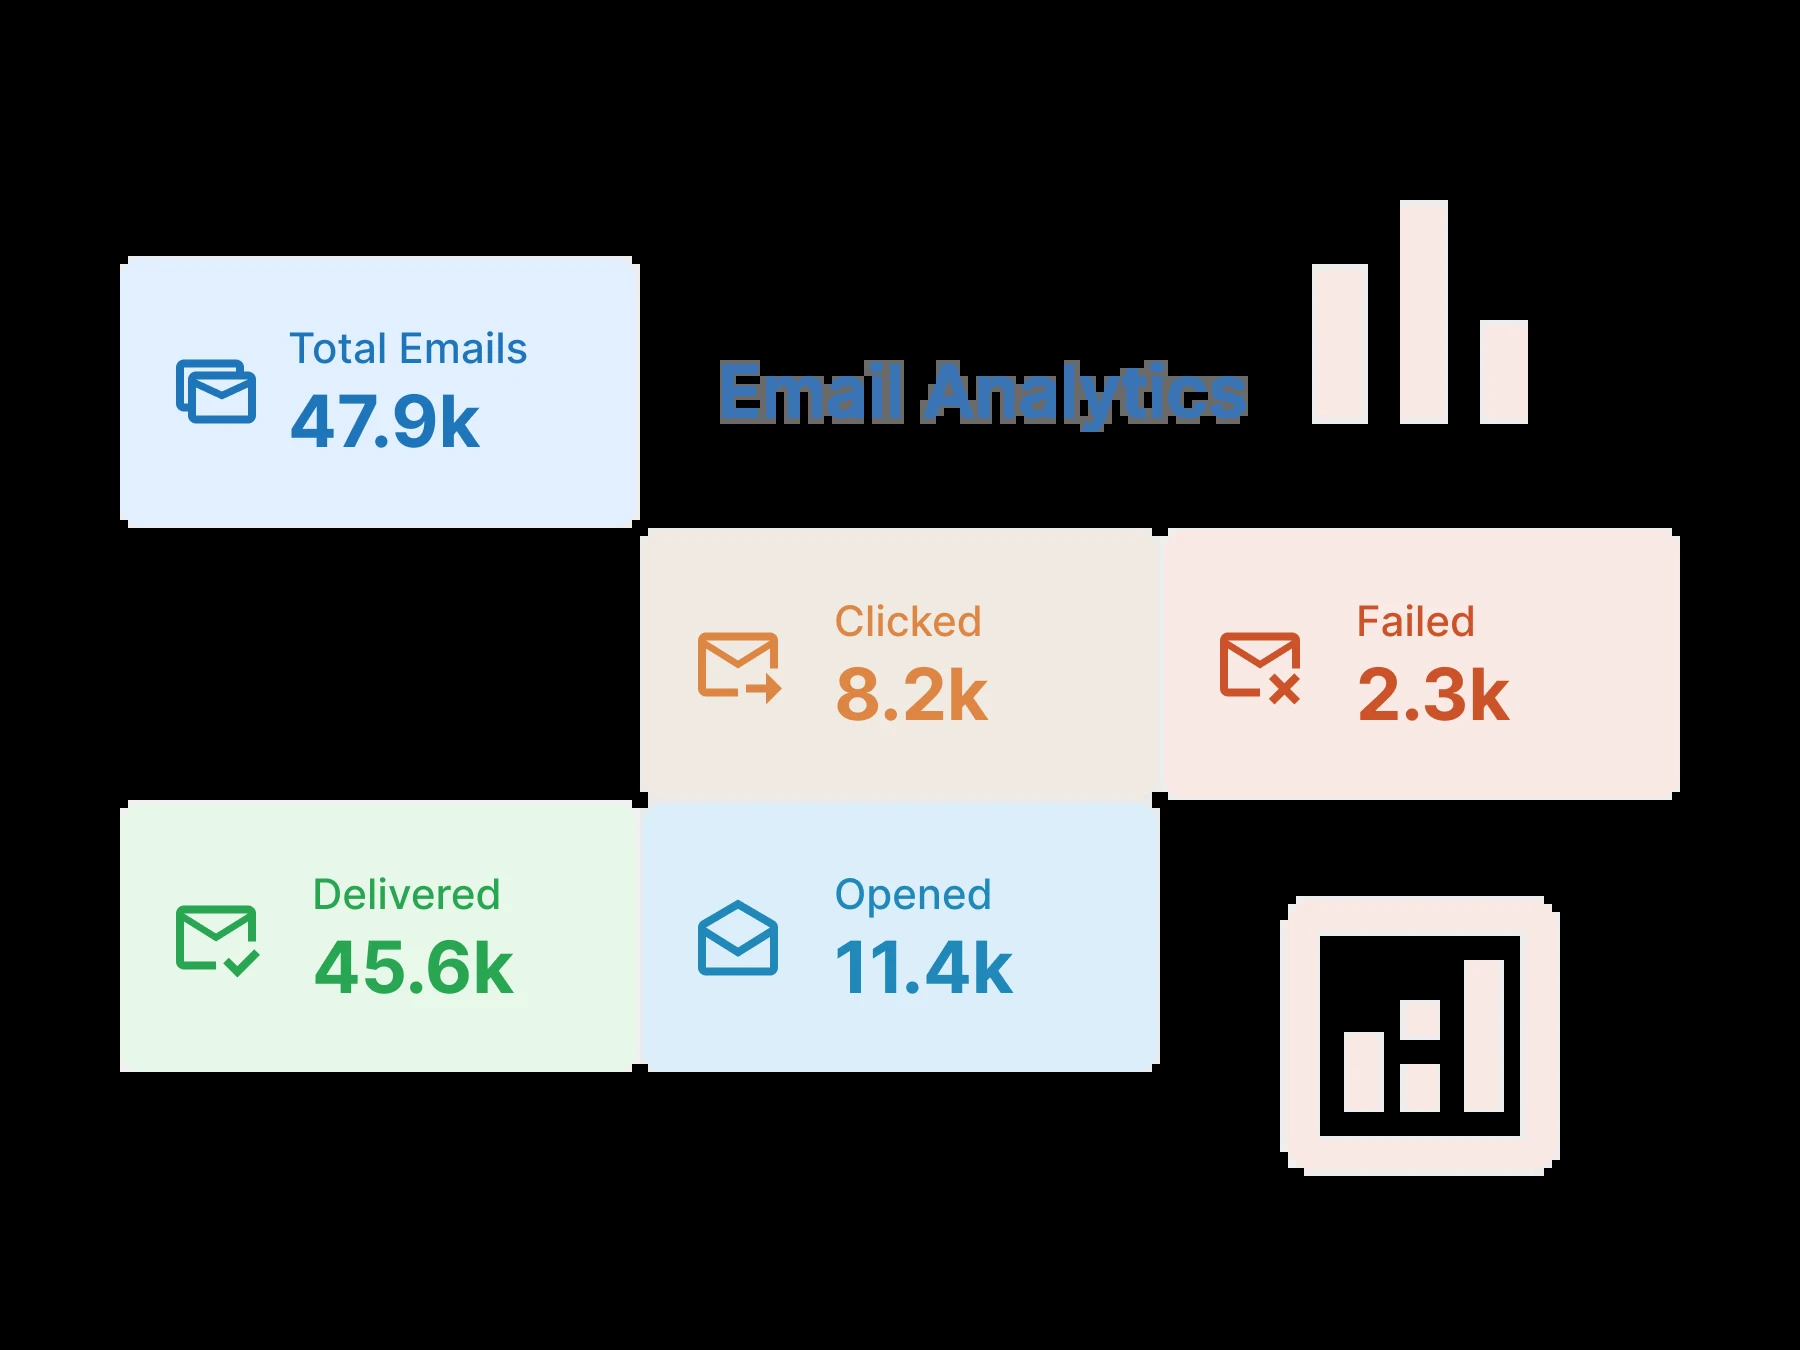 Total Emails
47.9k
Email Analytics
Clicked
8.2k
Failed
2.3k
Delivered
45.6k
Opened
11.4k